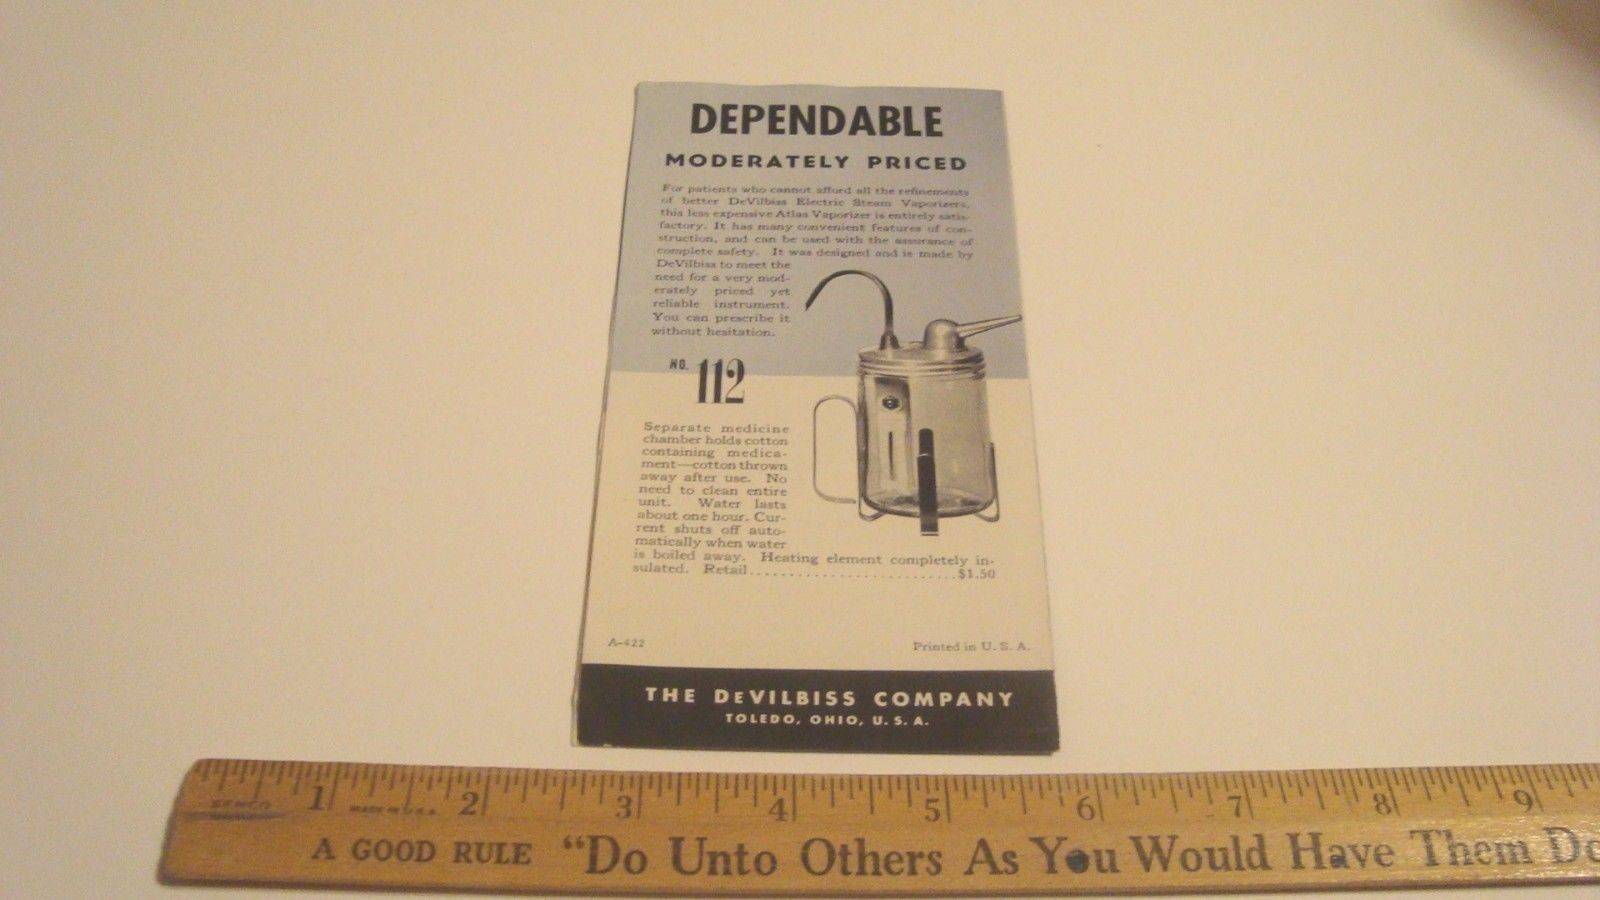 DEPENDABLE
MODERATELY PRICED
For patients who cannot afford all the refinements
of better DeVilbiss Electric Steam Vaporizers,
this less expensive Atlas Vaporizer is entirely satis-
factory. It has many convenient features of con-
struction, and can be used with the assurance of
complete safety. It was designed and is made by
DeVilbiss to meet the
need for a very mod-
erately priced yet
reliable instrument.
You can prescribe it
without hesitation.
NO. 112
Separate medicine
chamber holds cotton
containing medica-
ment—cotton thrown
away after use. No
need to clean entire
unit. Water lasts
about one hour. Cur-
rent shuts off auto-
matically when water
is boiled away. Heating element completely in-
sulated. Retail..........................$1.50
A-422 Printed in U. S. A.
THE DEVILBISS COMPANY
TOLEDO, OHIO, U. S. A.
1 2 3 4 5 6 7 8 9
MADE IN U.S.A.
A GOOD RULE "Do Unto Others As You Would Have Them Do